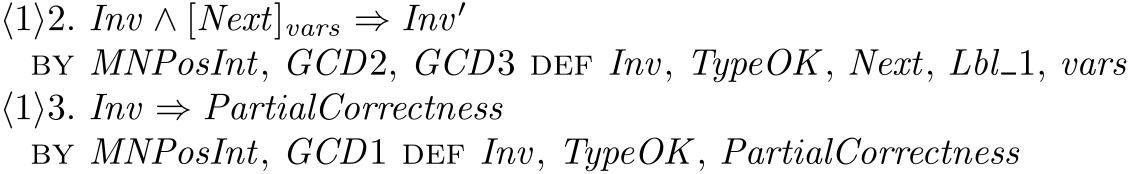 ⟨1⟩2. Inv ∧ [Next]_vars ⇒ Inv′
BY MNPosInt, GCD2, GCD3 DEF Inv, TypeOK, Next, Lbl_1, vars
⟨1⟩3. Inv ⇒ PartialCorrectness
BY MNPosInt, GCD1 DEF Inv, TypeOK, PartialCorrectness